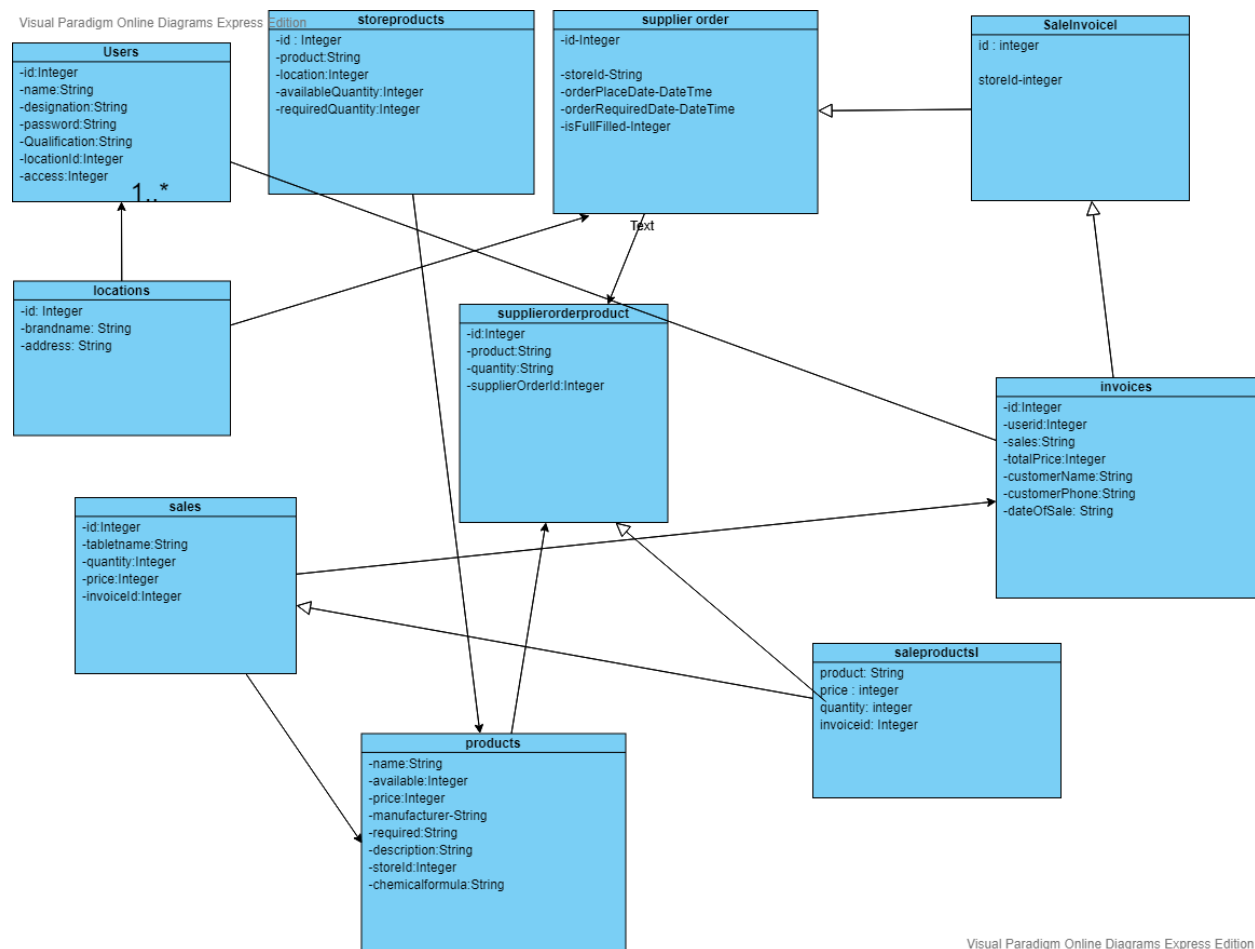 Visual Paradigm Online Diagrams Express Edition
Users
-id:Integer
-name:String
-designation:String
-password:String
-Qualification:String
-locationId:Integer
-access:Integer
1..*
storeproducts
-id : Integer
-product:String
-location:Integer
-availableQuantity:Integer
-requiredQuantity:Integer
supplier order
-id-Integer
-storeId-String
-orderPlaceDate-DateTme
-orderRequiredDate-DateTime
-isFullFilled-Integer
SaleInvoiceI
id : integer
storeId-integer
Text
locations
-id: Integer
-brandname: String
-address: String
supplierorderproduct
-id:Integer
-product:String
-quantity:String
-supplierOrderId:Integer
invoices
-id:Integer
-userid:Integer
-sales:String
-totalPrice:Integer
-customerName:String
-customerPhone:String
-dateOfSale: String
sales
-id:Integer
-tabletname:String
-quantity:Integer
-price:Integer
-invoiceId:Integer
saleproductsI
product: String
price : integer
quantity: integer
invoiceid: Integer
products
-name:String
-available:Integer
-price:Integer
-manufacturer-String
-required:String
-description:String
-storeId:Integer
-chemicalformula:String
Visual Paradigm Online Diagrams Express Edition